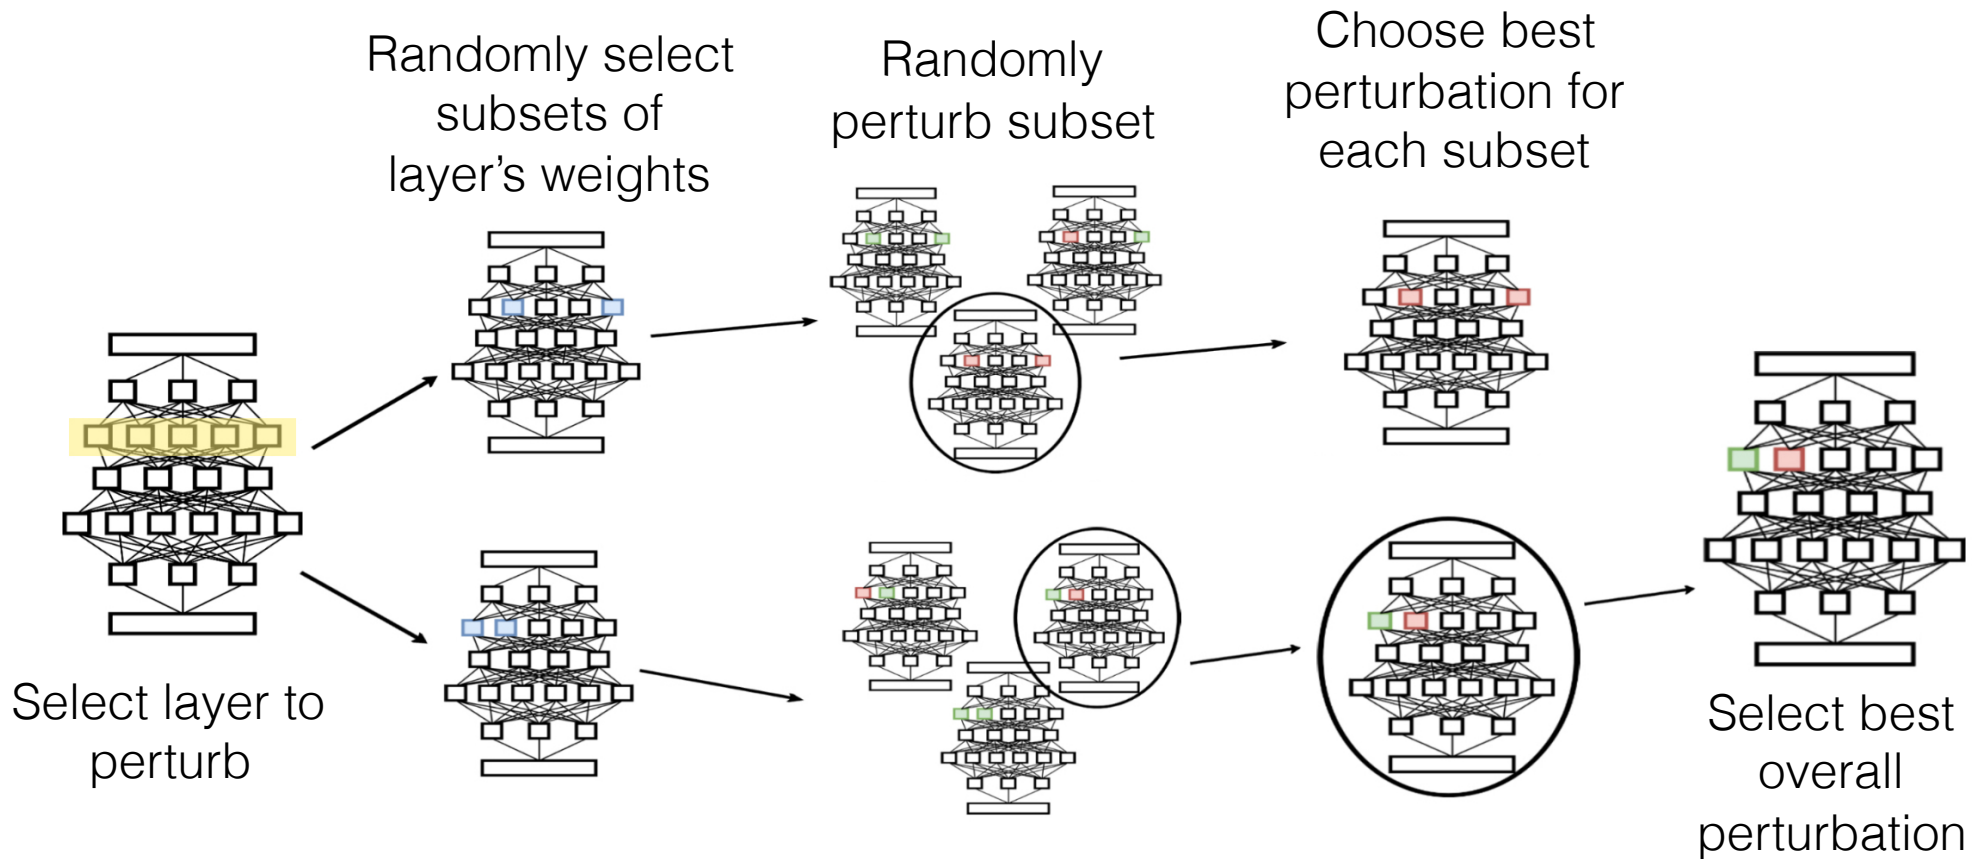 Select layer to
perturb
Randomly select
subsets of
layer's weights
Randomly
perturb subset
Choose best
perturbation for
each subset
Select best
overall
perturbation